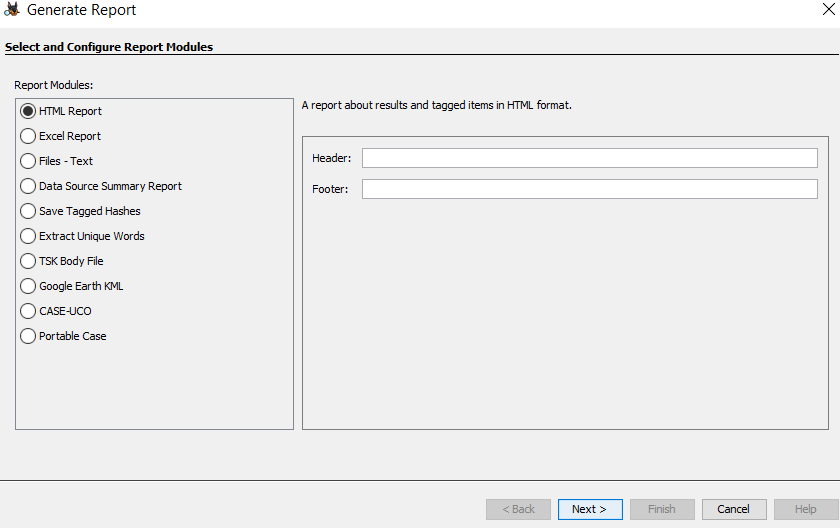 Generate Report
Select and Configure Report Modules
Report Modules:
HTML Report
Excel Report
Files - Text
Data Source Summary Report
Save Tagged Hashes
Extract Unique Words
TSK Body File
Google Earth KML
CASE-UCO
Portable Case
A report about results and tagged items in HTML format.
Header:
Footer:
< Back Next > Finish Cancel Help